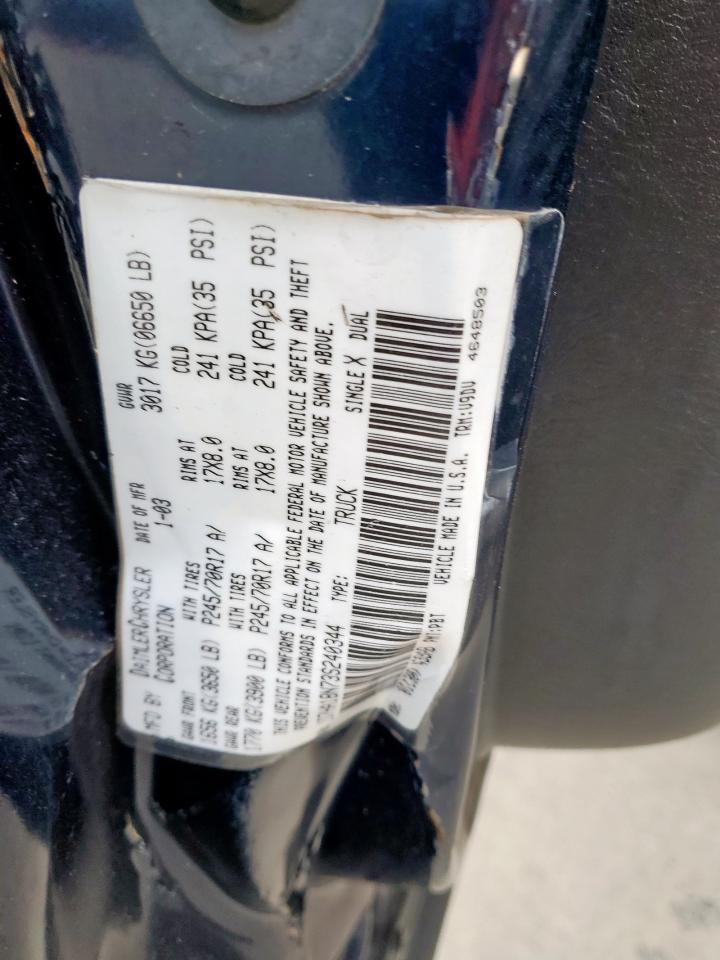 MFD BY DAIMLERCHRYSLER CORPORATION DATE OF MFR 1-03 GVWR 3017 KG(06650 LB)
GAWR FRONT WITH TIRES RIMS AT COLD
1656 KG(3650 LB) P245/70R17 A/ 17X8.0 241 KPA(35 PSI)
GAWR REAR WITH TIRES RIMS AT COLD
1770 KG(3900 LB) P245/70R17 A/ 17X8.0 241 KPA(35 PSI)
THIS VEHICLE CONFORMS TO ALL APPLICABLE FEDERAL MOTOR VEHICLE SAFETY AND THEFT
PREVENTION STANDARDS IN EFFECT ON THE DATE OF MANUFACTURE SHOWN ABOVE.
TYPE: TRUCK SINGLE X DUAL
VEHICLE MADE IN U.S.A. TRM:V9DV
4648503